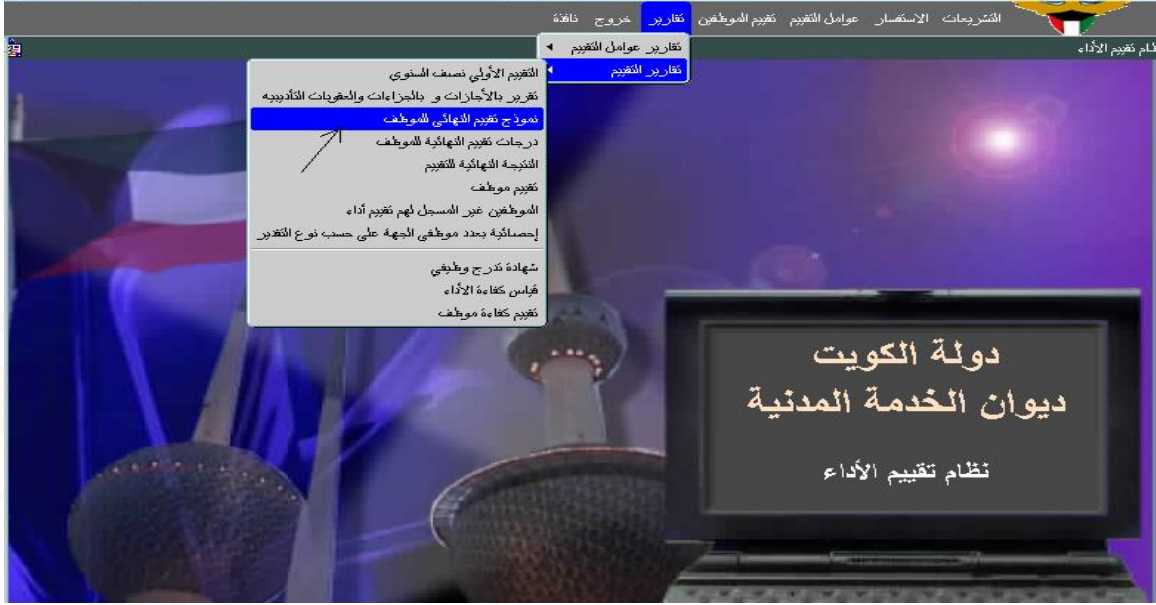 التشريعات الاستفسار عوامل التقييم تقييم الموظفين تقارير خروج نافذة
نظام تقييم الأداء
تقارير عوامل التقييم
تقارير التقييم
التقييم الأولي نصف السنوي
تقرير بالأجازات و بالجزاءات والعقوبات التأديبيه
نموذج تقييم النهائى للموظف
درجات تقييم النهائية للموظف
النتيجة النهائية للتقييم
تقييم موظف
الموظفين غير المسجل لهم تقييم أداء
إحصائية بعدد موظفي الجهة على حسب نوع التقدير
شهادة تدرج وظيفي
قياس كفاءة الأداء
تقييم كفاءة موظف
دولة الكويت
ديوان الخدمة المدنية
نظام تقييم الأداء